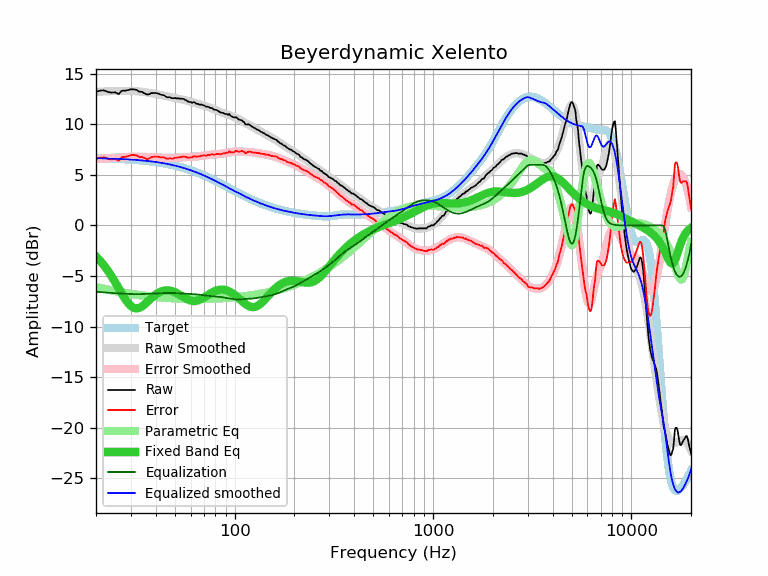 Beyerdynamic Xelento
15
10
5
0
−5
−10
−15
−20
−25
Amplitude (dBr)
Target
Raw Smoothed
Error Smoothed
Raw
Error
Parametric Eq
Fixed Band Eq
Equalization
Equalized smoothed
100 1000 10000
Frequency (Hz)